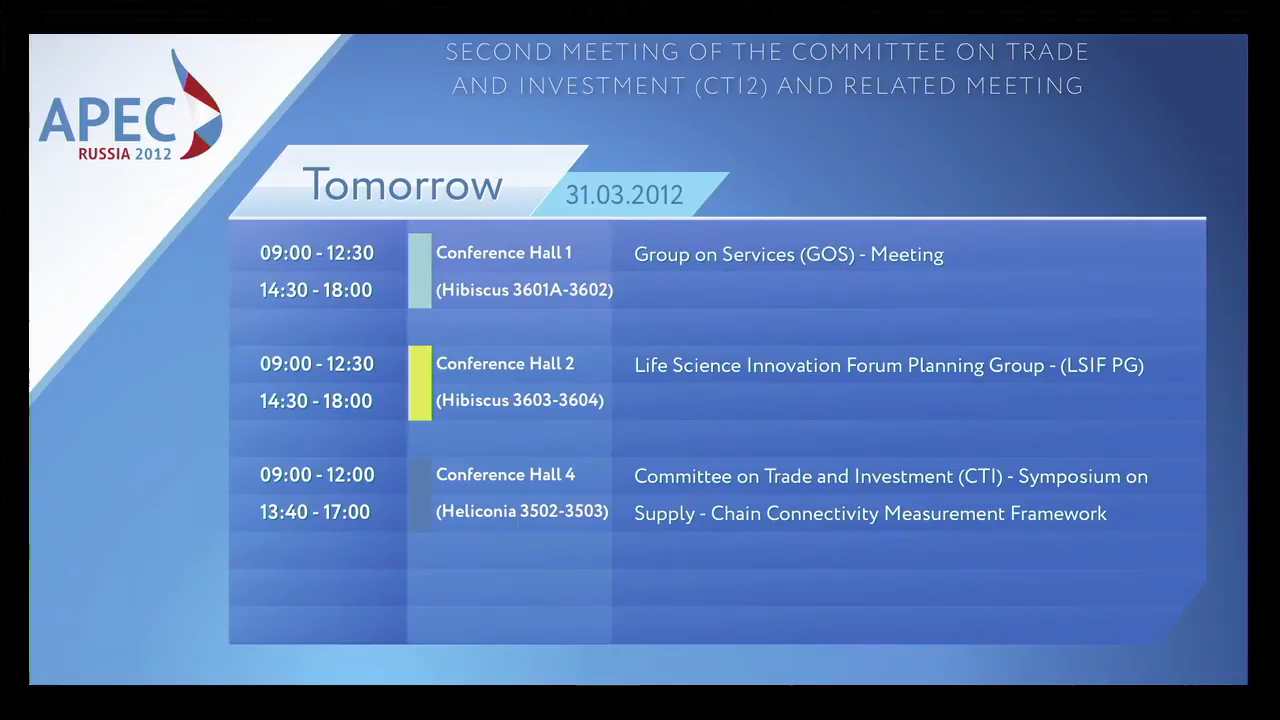 SECOND MEETING OF THE COMMITTEE ON TRADE
AND INVESTMENT (CTI2) AND RELATED MEETING
APEC
RUSSIA 2012
Tomorrow
31.03.2012
09:00 - 12:30 Conference Hall 1 Group on Services (GOS) - Meeting
14:30 - 18:00 (Hibiscus 3601A-3602)
09:00 - 12:30 Conference Hall 2 Life Science Innovation Forum Planning Group - (LSIF PG)
14:30 - 18:00 (Hibiscus 3603-3604)
09:00 - 12:00 Conference Hall 4 Committee on Trade and Investment (CTI) - Symposium on
13:40 - 17:00 (Heliconia 3502-3503) Supply - Chain Connectivity Measurement Framework